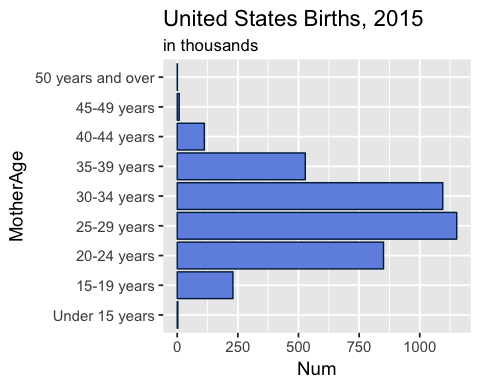 United States Births, 2015
in thousands
MotherAge
50 years and over
45-49 years
40-44 years
35-39 years
30-34 years
25-29 years
20-24 years
15-19 years
Under 15 years
0 250 500 750 1000
Num